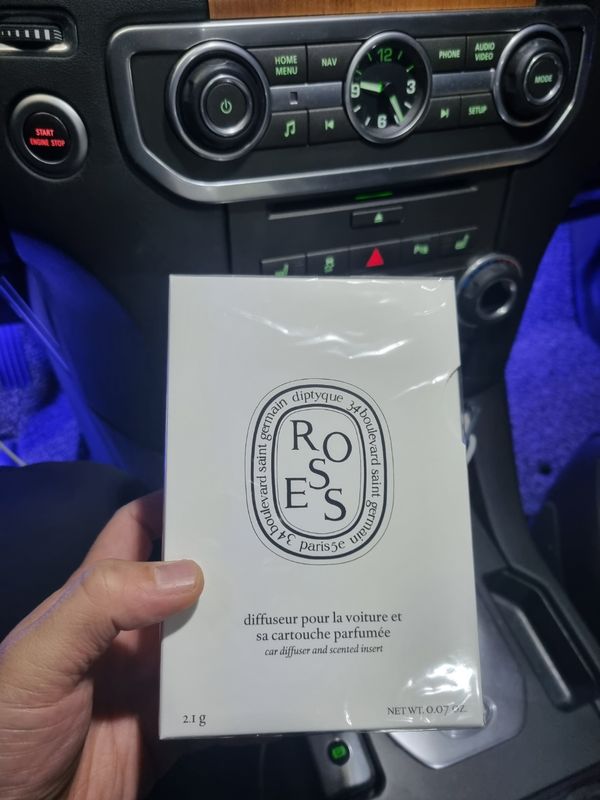 HOME
MENU
NAV
PHONE
AUDIO
VIDEO
12
3
6
9
MODE
SETUP
START
ENGINE STOP
diptyque 34 boulevard saint germain paris 5e 34 boulevard saint germain
ROSES
diffuseur pour la voiture et
sa cartouche parfumée
car diffuser and scented insert
2.1 g
NET WT. 0.07 OZ.